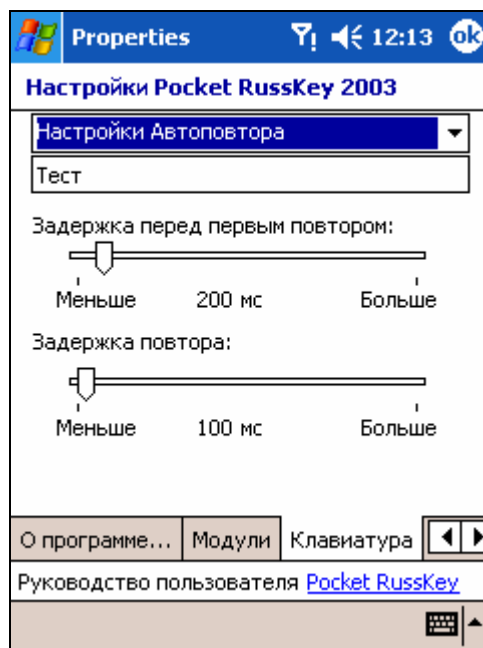 Properties 12:13 ok
Настройки Pocket RussKey 2003
Настройки Автоповтора
Тест
Задержка перед первым повтором:
Меньше 200 мс Больше
Задержка повтора:
Меньше 100 мс Больше
О программе... Модули Клавиатура
Руководство пользователя Pocket RussKey